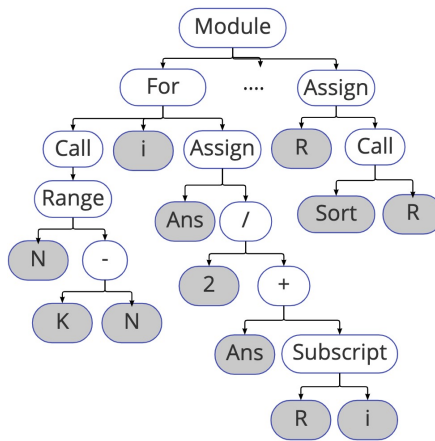 Module
For
....
Assign
Call
i
Assign
R
Call
Range
Ans
/
Sort
R
N
-
2
+
K
N
Ans
Subscript
R
i